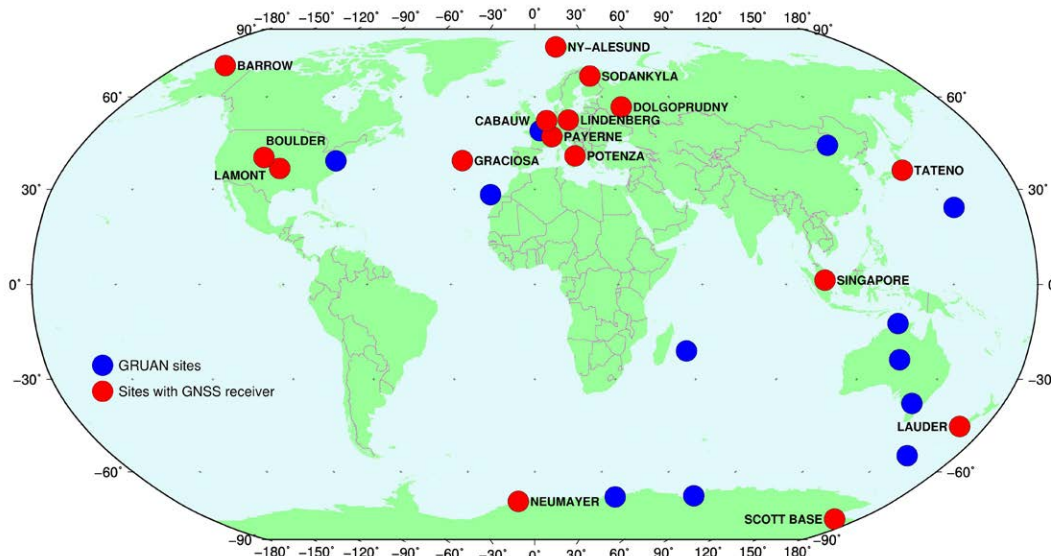 -180° -150° -120° -90° -60° -30° 0° 30° 60° 90° 120° 150° 180°
90° 90°
NY-ALESUND
BARROW
SODANKYLA
60° 60°
DOLGOPRUDNY
CABAUW LINDENBERG
BOULDER PAYERNE
GRACIOSA POTENZA
LAMONT TATENO
30° 30°
SINGAPORE
0° 0°
GRUAN sites
-30° -30°
Sites with GNSS receiver
LAUDER
-60° -60°
NEUMAYER
SCOTT BASE
-90 -90°
-180° -150° -120° -90° -60° -30° 0° 30° 60° 90° 120° 150° 180°